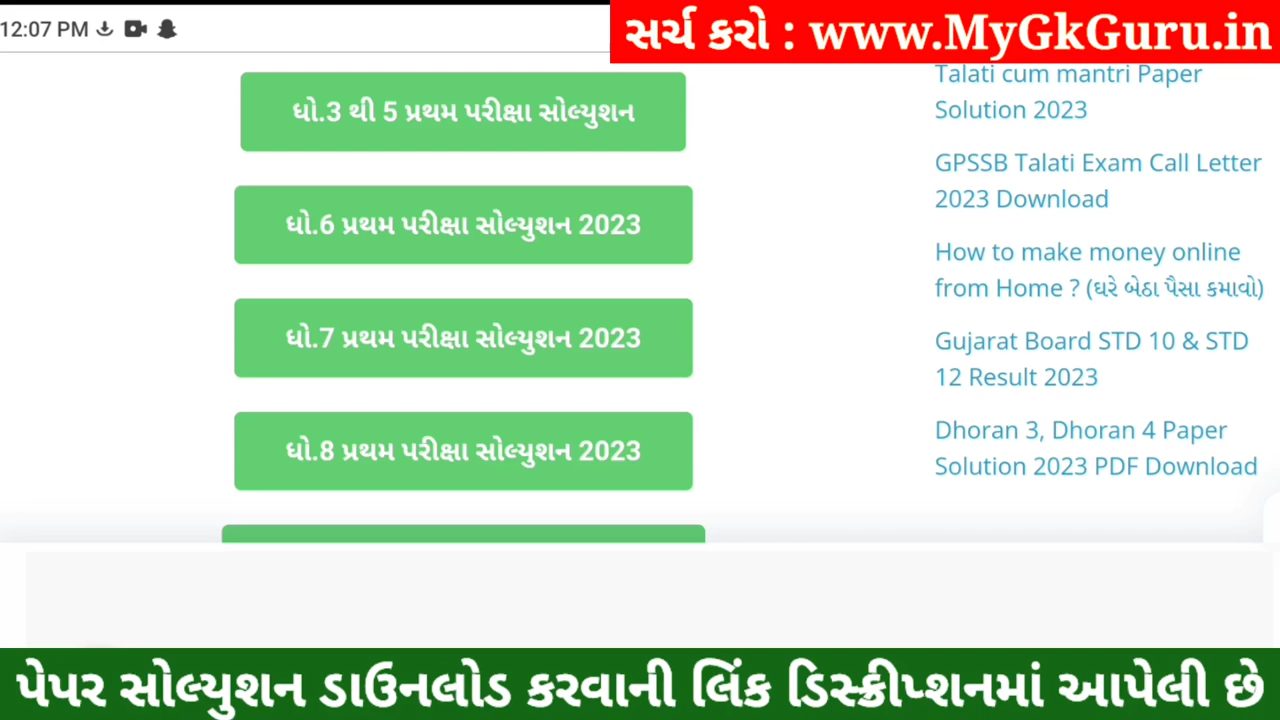 12:07 PM
સર્ચ કરો : www.MyGkGuru.in
ધો.3 થી 5 પ્રથમ પરીક્ષા સોલ્યુશન
ધો.6 પ્રથમ પરીક્ષા સોલ્યુશન 2023
ધો.7 પ્રથમ પરીક્ષા સોલ્યુશન 2023
ધો.8 પ્રથમ પરીક્ષા સોલ્યુશન 2023
Talati cum mantri Paper
Solution 2023
GPSSB Talati Exam Call Letter
2023 Download
How to make money online
from Home ? (ઘરે બેઠા પૈસા કમાવો)
Gujarat Board STD 10 & STD
12 Result 2023
Dhoran 3, Dhoran 4 Paper
Solution 2023 PDF Download
પેપર સોલ્યુશન ડાઉનલોડ કરવાની લિંક ડિસ્ક્રીપ્શનમાં આપેલી છે